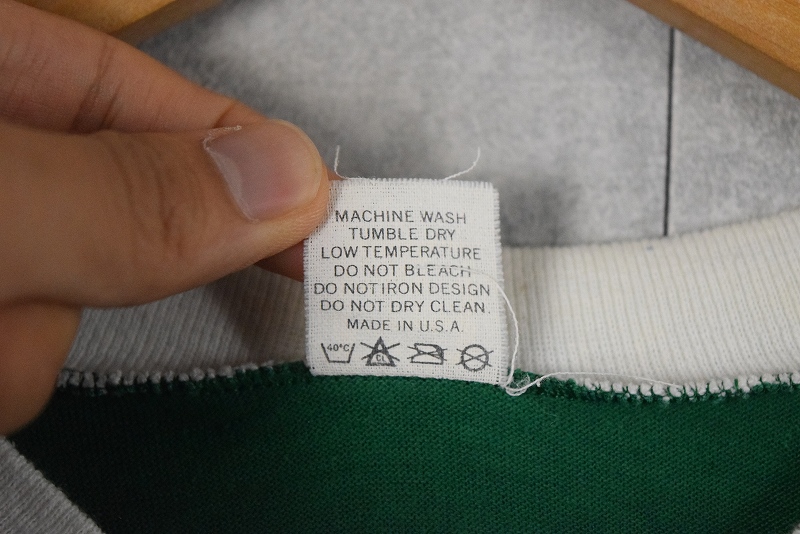 MACHINE WASH
TUMBLE DRY
LOW TEMPERATURE
DO NOT BLEACH
DO NOT IRON DESIGN
DO NOT DRY CLEAN.
MADE IN U.S.A.
40°C CL